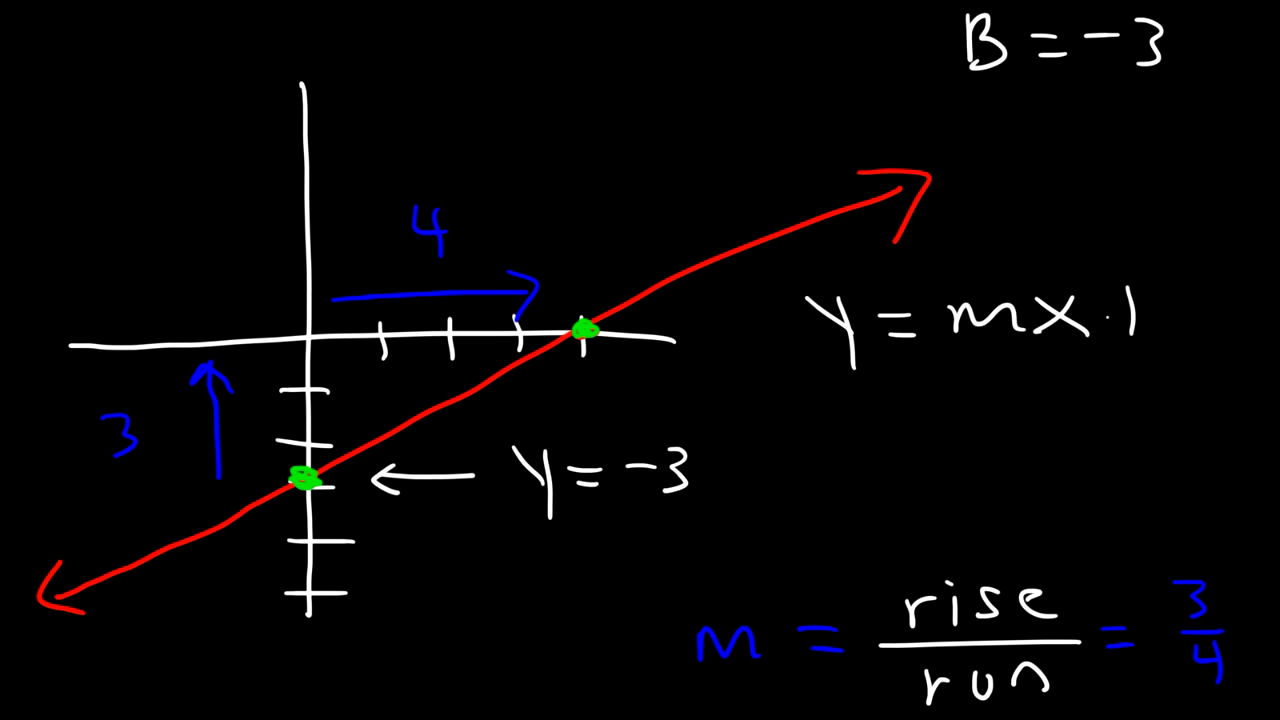 B = -3
4
y = mx · 1
3
y = -3
m = rise/run = 3/4